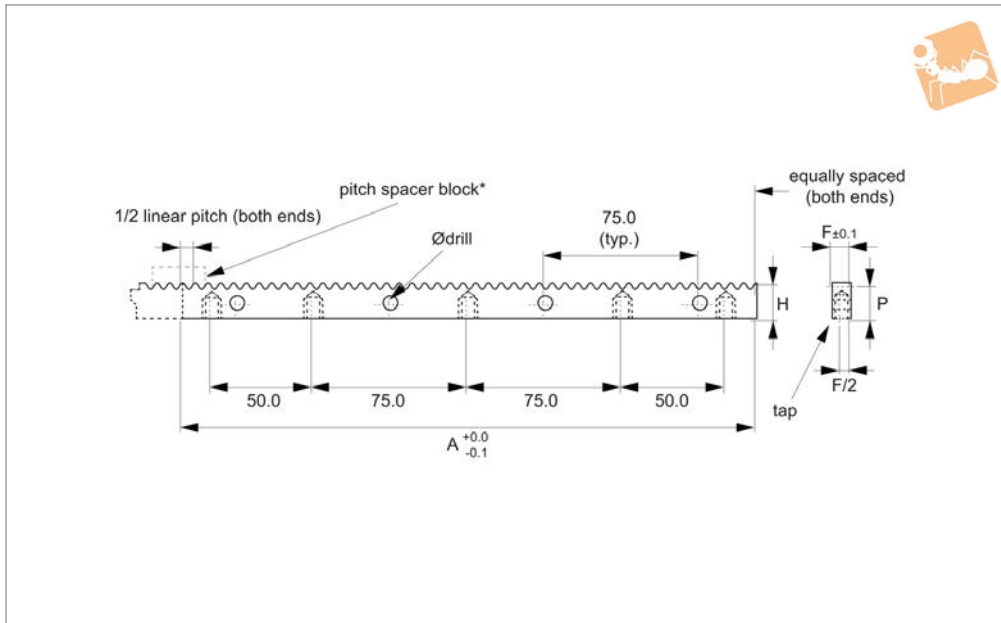 pitch spacer block*
equally spaced
(both ends)
1/2 linear pitch (both ends)
75.0
(typ.)
Ødrill
F±0.1
H
P
50.0
75.0
75.0
50.0
F/2
tap
A +0.0
-0.1